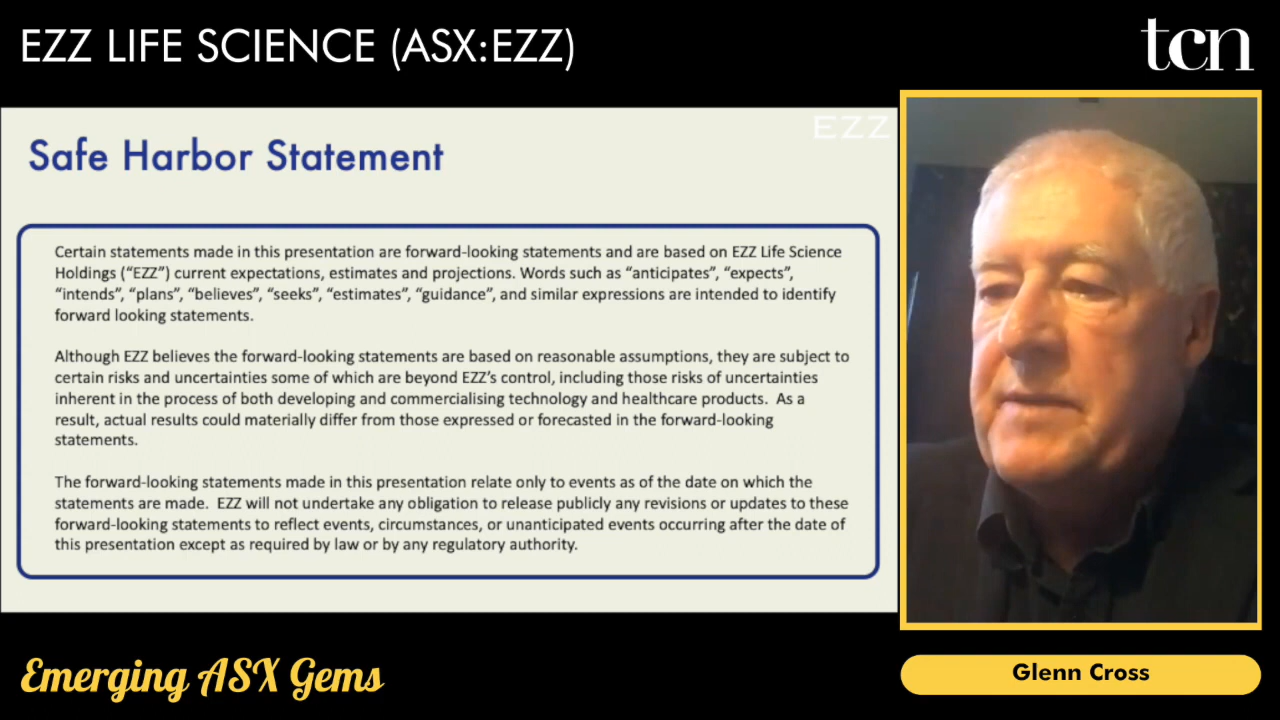 EZZ LIFE SCIENCE (ASX:EZZ)
tcn
EZZ
Safe Harbor Statement
Certain statements made in this presentation are forward-looking statements and are based on EZZ Life Science
Holdings (“EZZ”) current expectations, estimates and projections. Words such as “anticipates”, “expects”,
“intends”, “plans”, “believes”, “seeks”, “estimates”, “guidance”, and similar expressions are intended to identify
forward looking statements.
Although EZZ believes the forward-looking statements are based on reasonable assumptions, they are subject to
certain risks and uncertainties some of which are beyond EZZ’s control, including those risks of uncertainties
inherent in the process of both developing and commercialising technology and healthcare products.  As a
result, actual results could materially differ from those expressed or forecasted in the forward-looking
statements.
The forward-looking statements made in this presentation relate only to events as of the date on which the
statements are made.  EZZ will not undertake any obligation to release publicly any revisions or updates to these
forward-looking statements to reflect events, circumstances, or unanticipated events occurring after the date of
this presentation except as required by law or by any regulatory authority.
Emerging ASX Gems
Glenn Cross